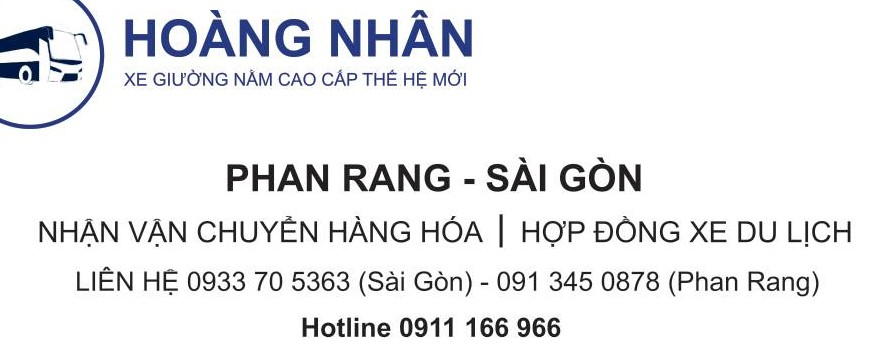 HOÀNG NHÂN
XE GIƯỜNG NẰM CAO CẤP THẾ HỆ MỚI
PHAN RANG - SÀI GÒN
NHẬN VẬN CHUYỂN HÀNG HÓA | HỢP ĐỒNG XE DU LỊCH
LIÊN HỆ 0933 70 5363 (Sài Gòn) - 091 345 0878 (Phan Rang)
Hotline 0911 166 966